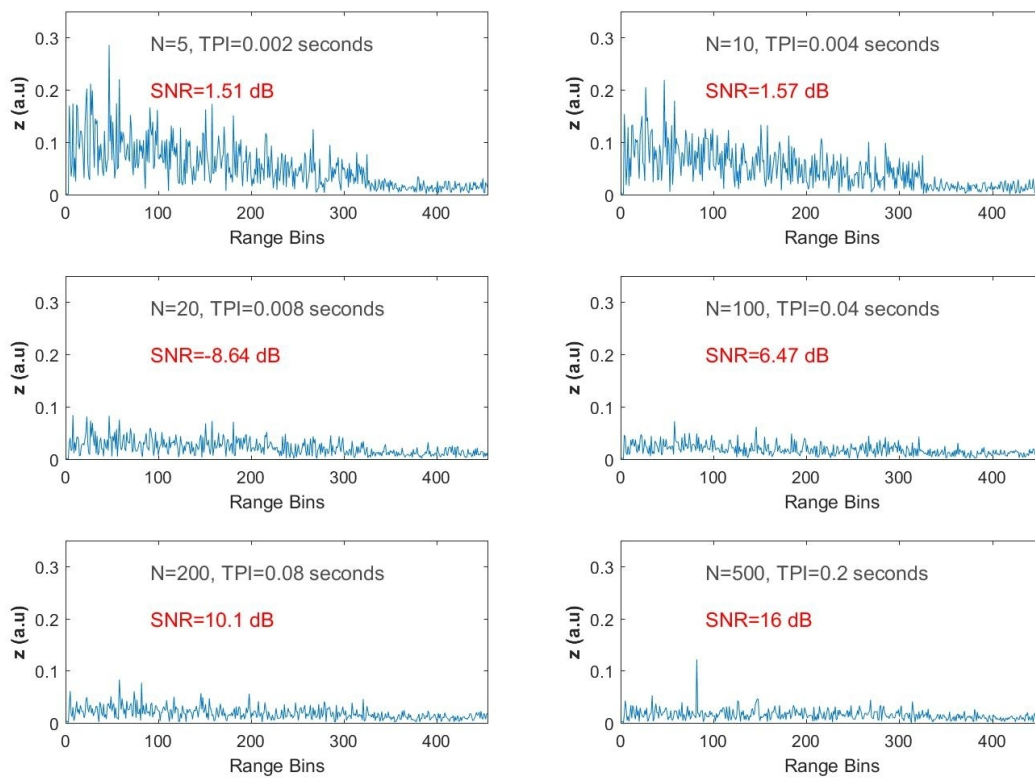 0.3
N=5, TPI=0.002 seconds
SNR=1.51 dB
0.2
z (a.u)
0.1
0
0 100 200 300 400
Range Bins
0.3
N=10, TPI=0.004 seconds
SNR=1.57 dB
0.2
z (a.u)
0.1
0
0 100 200 300 400
Range Bins
0.3
N=20, TPI=0.008 seconds
SNR=-8.64 dB
0.2
z (a.u)
0.1
0
0 100 200 300 400
Range Bins
0.3
N=100, TPI=0.04 seconds
SNR=6.47 dB
0.2
z (a.u)
0.1
0
0 100 200 300 400
Range Bins
0.3
N=200, TPI=0.08 seconds
SNR=10.1 dB
0.2
z (a.u)
0.1
0
0 100 200 300 400
Range Bins
0.3
N=500, TPI=0.2 seconds
SNR=16 dB
0.2
z (a.u)
0.1
0
0 100 200 300 400
Range Bins